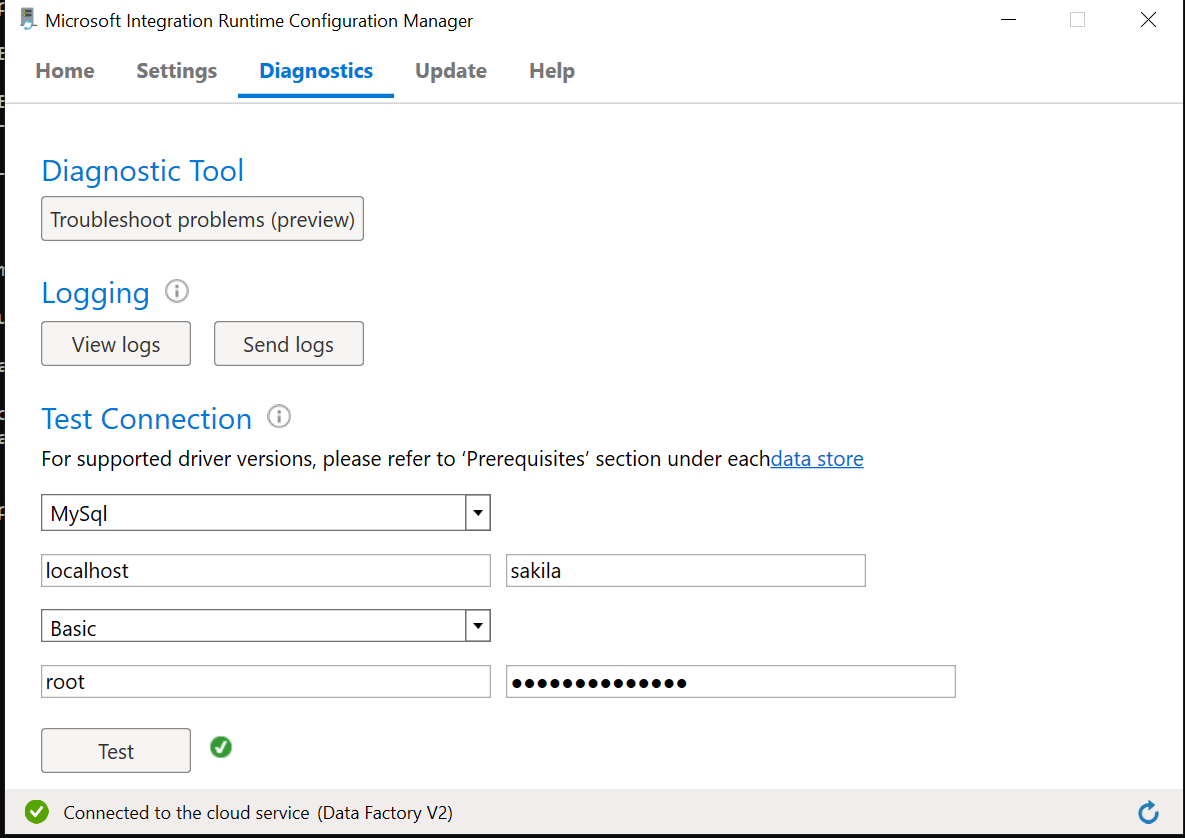 Microsoft Integration Runtime Configuration Manager
Home Settings Diagnostics Update Help
Diagnostic Tool
Troubleshoot problems (preview)
Logging
View logs Send logs
Test Connection
For supported driver versions, please refer to ‘Prerequisites’ section under eachdata store
MySql
localhost sakila
Basic
root ●●●●●●●●●●●●●●
Test
Connected to the cloud service (Data Factory V2)